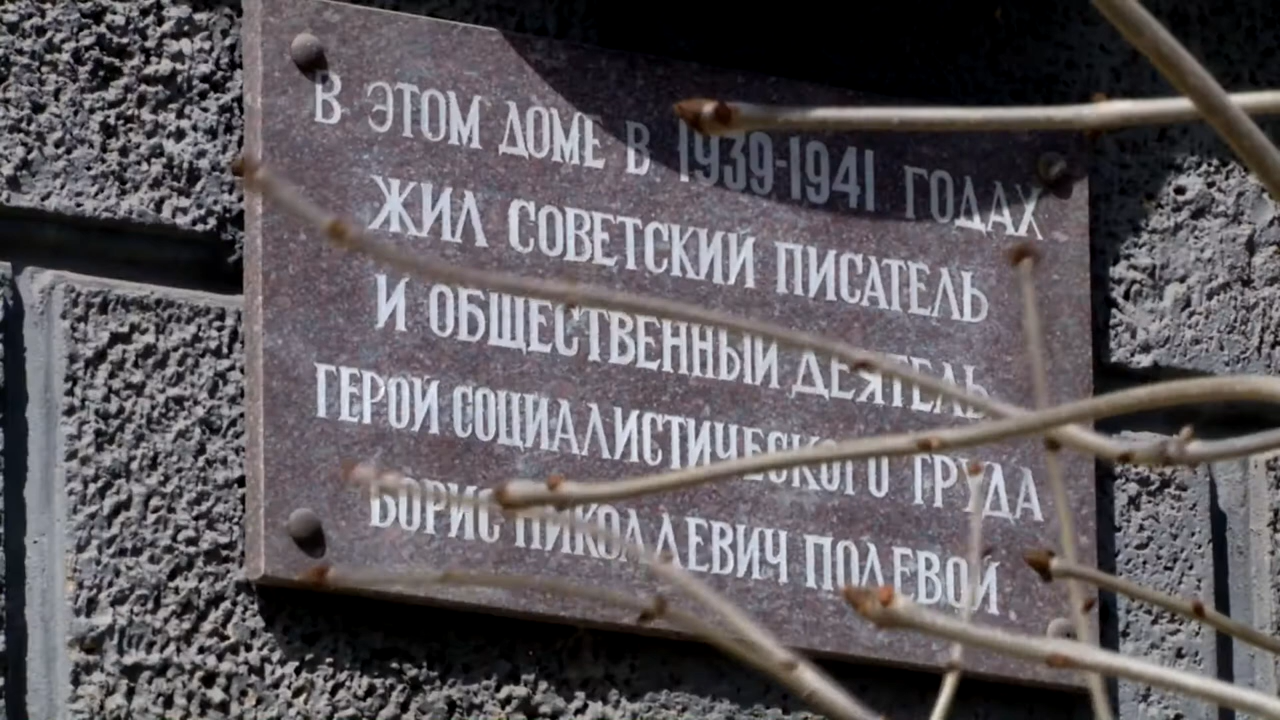 В ЭТОМ ДОМЕ В 1939-1941 ГОДАХ
ЖИЛ СОВЕТСКИЙ ПИСАТЕЛЬ
И ОБЩЕСТВЕННЫЙ ДЕЯТЕЛЬ
ГЕРОЙ СОЦИАЛИСТИЧЕСКОГО ТРУДА
БОРИС НИКОЛАЕВИЧ ПОЛЕВОЙ